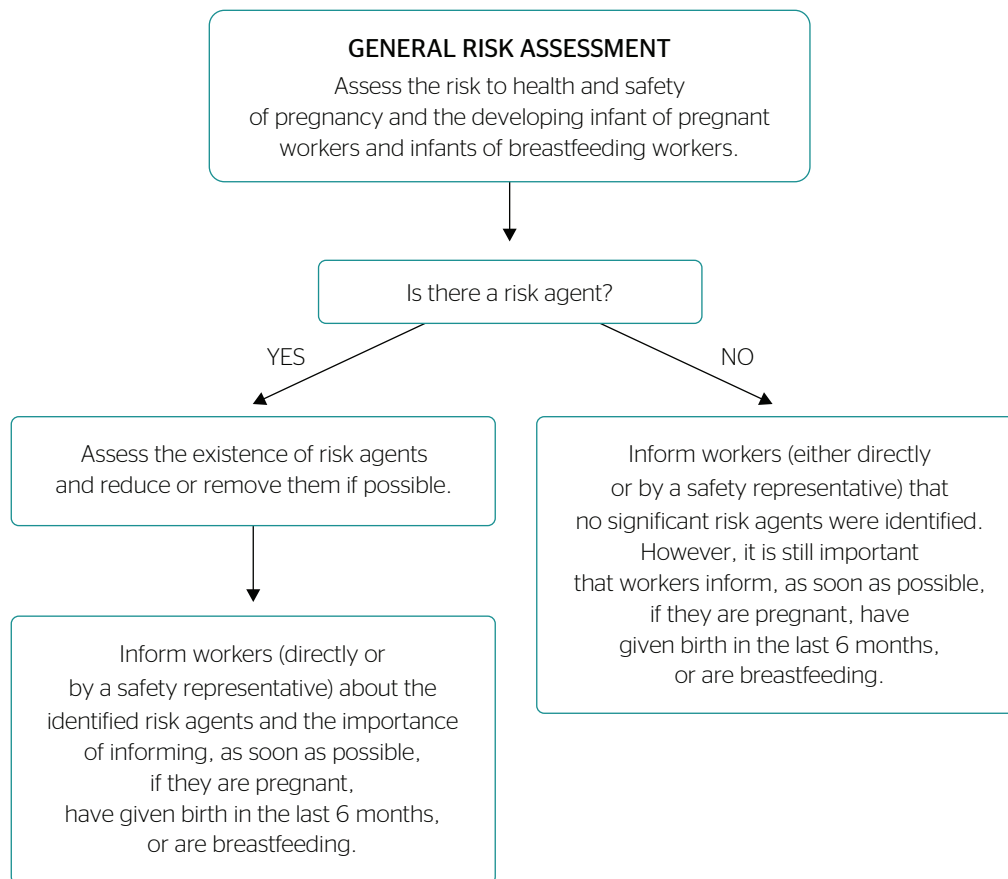 GENERAL RISK ASSESSMENT
Assess the risk to health and safety
of pregnancy and the developing infant of pregnant
workers and infants of breastfeeding workers.
Is there a risk agent?
YES
NO
Assess the existence of risk agents
and reduce or remove them if possible.
Inform workers (either directly
or by a safety representative) that
no significant risk agents were identified.
However, it is still important
that workers inform, as soon as possible,
if they are pregnant, have
given birth in the last 6 months,
or are breastfeeding.
Inform workers (directly or
by a safety representative) about the
identified risk agents and the importance
of informing, as soon as possible,
if they are pregnant,
have given birth in the last 6 months,
or are breastfeeding.